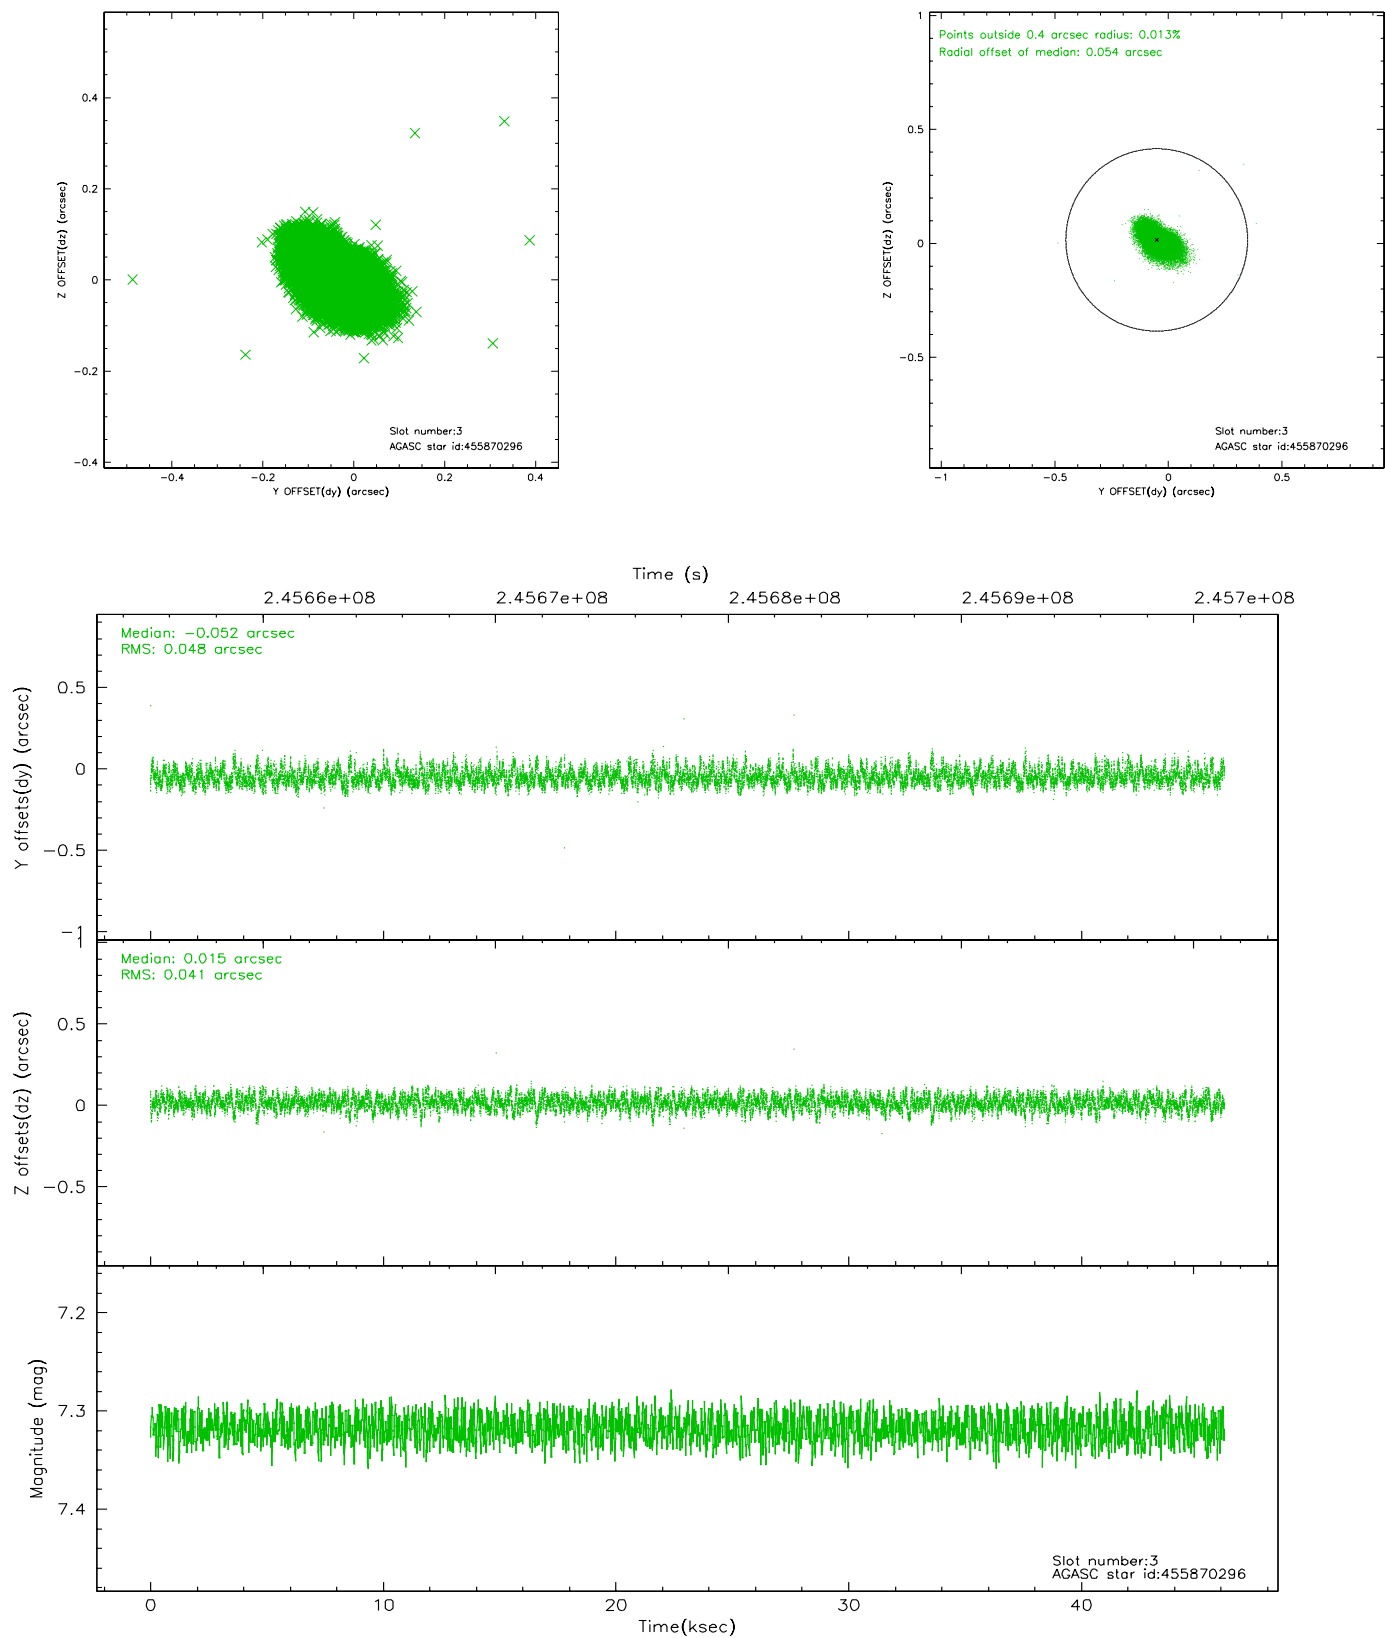 Points outside 0.4 arcsec radius: 0.013%
Radial offset of median: 0.054 arcsec
0.4
0.2
0
−0.2
−0.4
Z OFFSET(dz) (arcsec)
Slot number:3
AGASC star id:455870296
−0.4
−0.2
0
0.2
0.4
Y OFFSET(dy) (arcsec)
1
0.5
0
−0.5
Z OFFSET(dz) (arcsec)
Slot number:3
AGASC star id:455870296
−1
−0.5
0
0.5
Y OFFSET(dy) (arcsec)
Time (s)
2.4566e+08
2.4567e+08
2.4568e+08
2.4569e+08
2.457e+08
Median: −0.052 arcsec
RMS: 0.048 arcsec
0.5
0
−0.5
−1
Y offsets(dy) (arcsec)
Median: 0.015 arcsec
RMS: 0.041 arcsec
1
0.5
0
−0.5
Z offsets(dz) (arcsec)
7.2
7.3
7.4
Magnitude (mag)
Slot number:3
AGASC star id:455870296
0
10
20
30
40
Time(ksec)